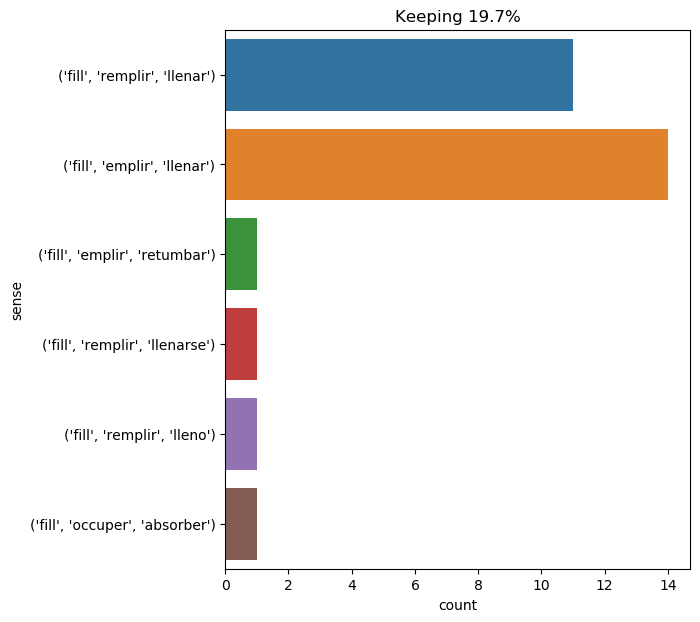 Keeping 19.7%
('fill', 'remplir', 'llenar')
('fill', 'emplir', 'llenar')
('fill', 'emplir', 'retumbar')
('fill', 'remplir', 'llenarse')
('fill', 'remplir', 'lleno')
('fill', 'occuper', 'absorber')
sense
0 2 4 6 8 10 12 14
count